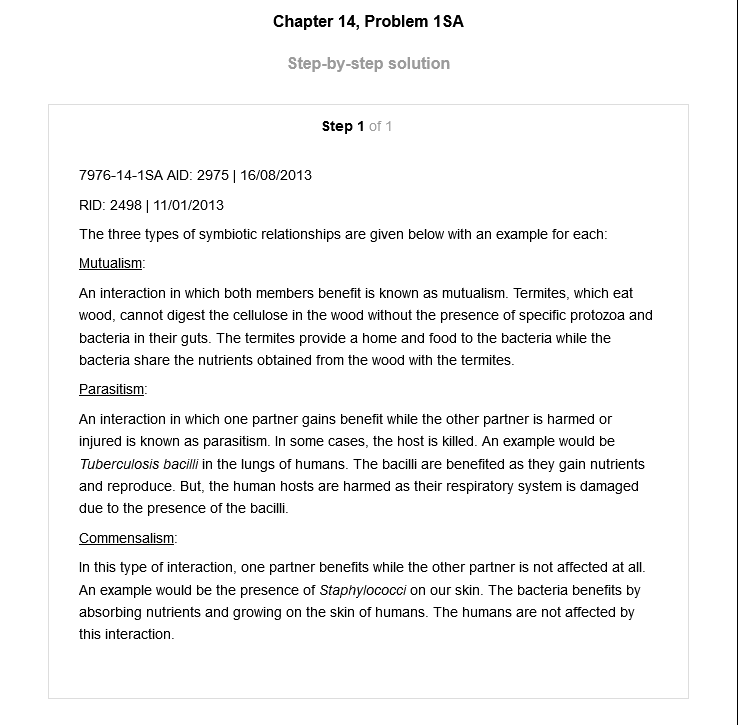 Chapter 14, Problem 1SA
Step-by-step solution
Step 1 of 1
7976-14-1SA AID: 2975 | 16/08/2013
RID: 2498 | 11/01/2013
The three types of symbiotic relationships are given below with an example for each:
Mutualism:
An interaction in which both members benefit is known as mutualism. Termites, which eat
wood, cannot digest the cellulose in the wood without the presence of specific protozoa and
bacteria in their guts. The termites provide a home and food to the bacteria while the
bacteria share the nutrients obtained from the wood with the termites.
Parasitism:
An interaction in which one partner gains benefit while the other partner is harmed or
injured is known as parasitism. In some cases, the host is killed. An example would be
Tuberculosis bacilli in the lungs of humans. The bacilli are benefited as they gain nutrients
and reproduce. But, the human hosts are harmed as their respiratory system is damaged
due to the presence of the bacilli.
Commensalism:
In this type of interaction, one partner benefits while the other partner is not affected at all.
An example would be the presence of Staphylococci on our skin. The bacteria benefits by
absorbing nutrients and growing on the skin of humans. The humans are not affected by
this interaction.